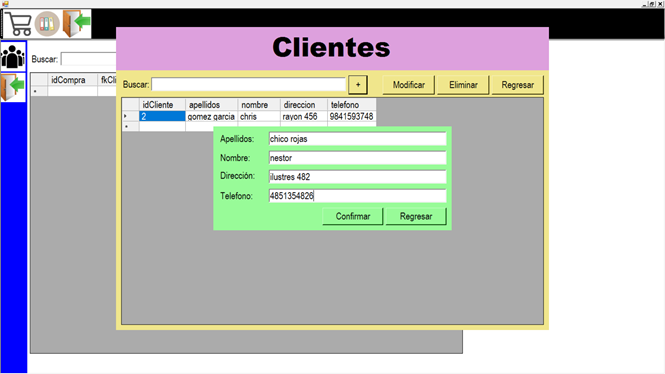 Clientes
Buscar:
idCompra
Buscar: + Modificar Eliminar Regresar
idCliente apellidos nombre direccion telefono
2 gomez garcia chris rayon 456 9841593748
Apellidos: chico rojas
Nombre: nestor
Dirección: ilustres 482
Telefono: 4851354826
Confirmar Regresar